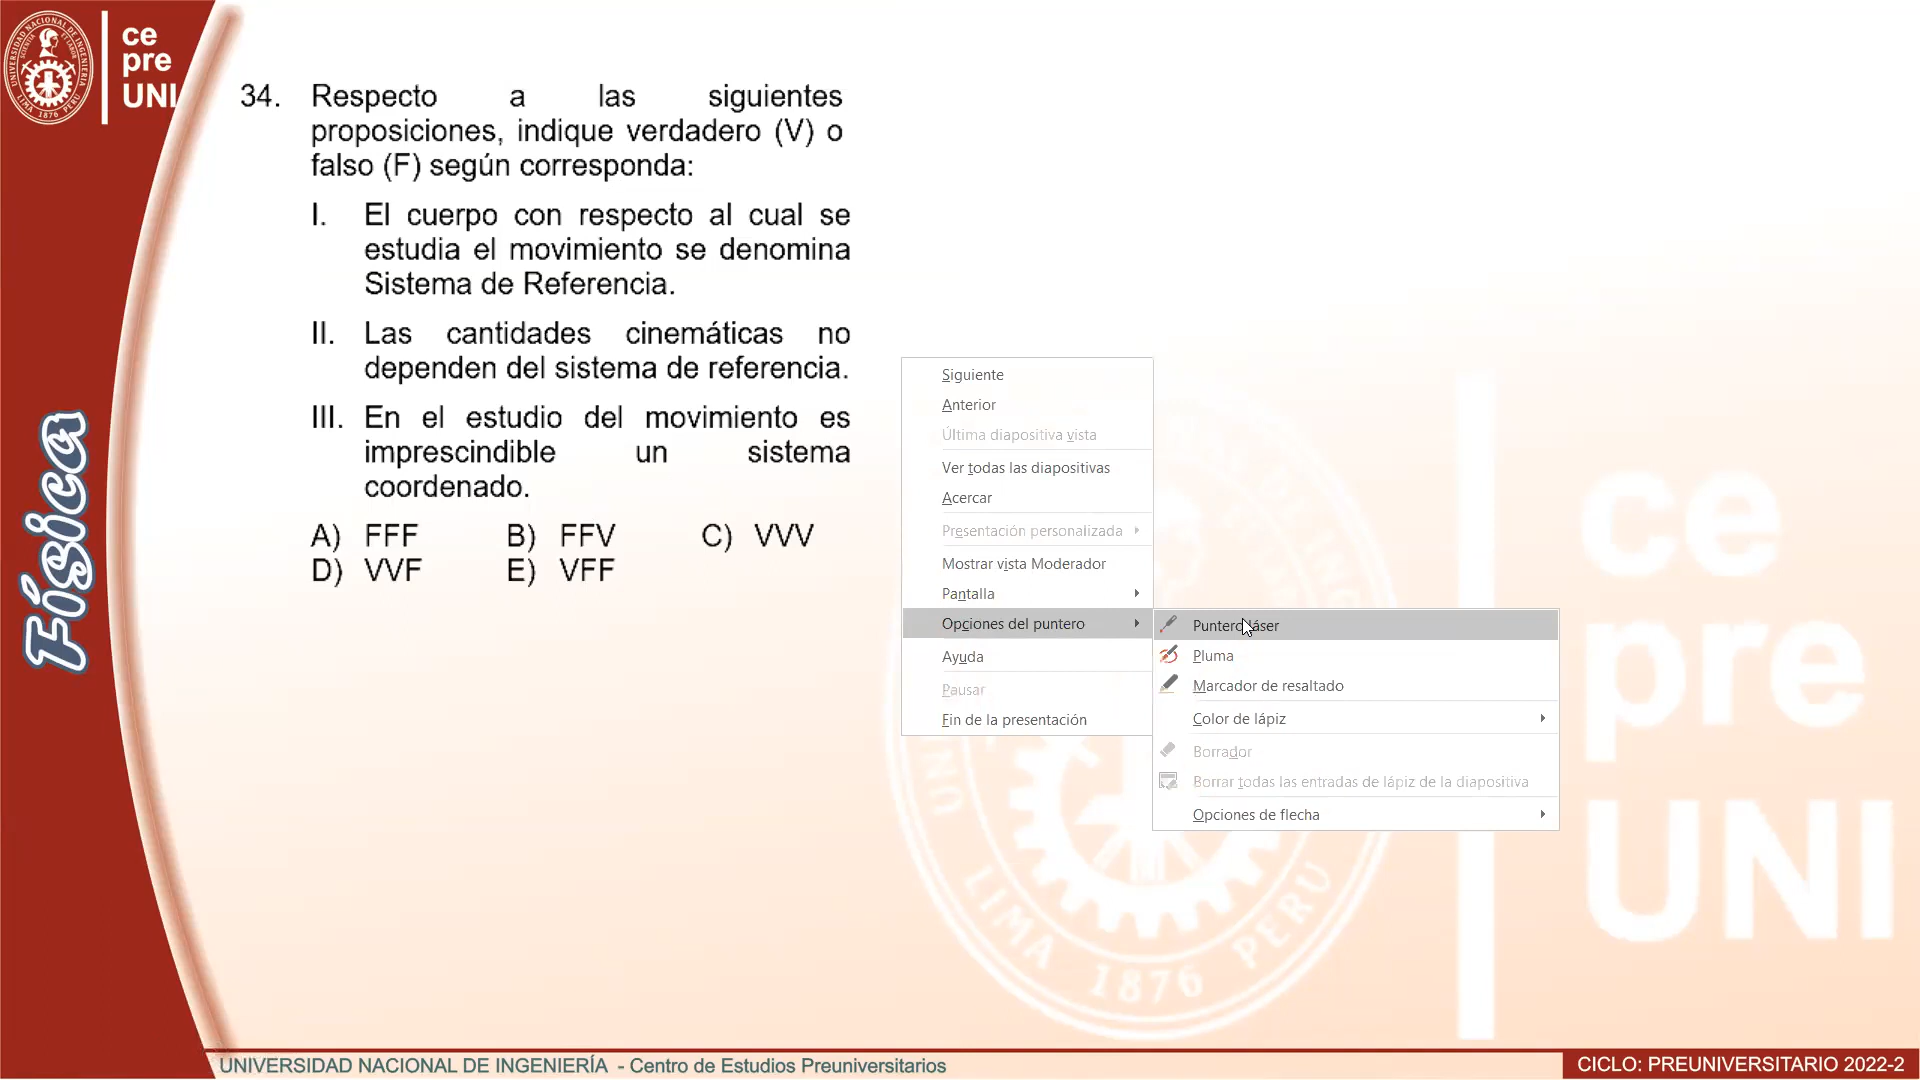 ce
pre
UNI
34. Respecto a las siguientes
proposiciones, indique verdadero (V) o
falso (F) según corresponda:
I. El cuerpo con respecto al cual se
estudia el movimiento se denomina
Sistema de Referencia.
II. Las cantidades cinemáticas no
dependen del sistema de referencia.
III. En el estudio del movimiento es
imprescindible un sistema
coordenado.
A) FFF B) FFV C) VVV
D) VVF E) VFF
Física
Siguiente
Anterior
Última diapositiva vista
Ver todas las diapositivas
Acercar
Presentación personalizada
Mostrar vista Moderador
Pantalla
Opciones del puntero
Ayuda
Pausar
Fin de la presentación
Puntero láser
Pluma
Marcador de resaltado
Color de lápiz
Borrador
Borrar todas las entradas de lápiz de la diapositiva
Opciones de flecha
ce
pre
UNI
LIMA 1876 PERU
UNIVERSIDAD NACIONAL DE INGENIERÍA - Centro de Estudios Preuniversitarios
CICLO: PREUNIVERSITARIO 2022-2